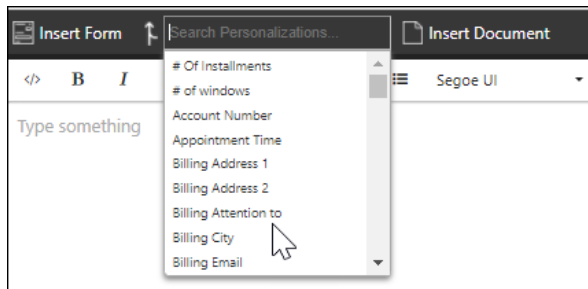 Insert Form
Search Personalizations...
Insert Document
</>
B
I
Segoe UI
Type something
# Of Installments
# of windows
Account Number
Appointment Time
Billing Address 1
Billing Address 2
Billing Attention to
Billing City
Billing Email